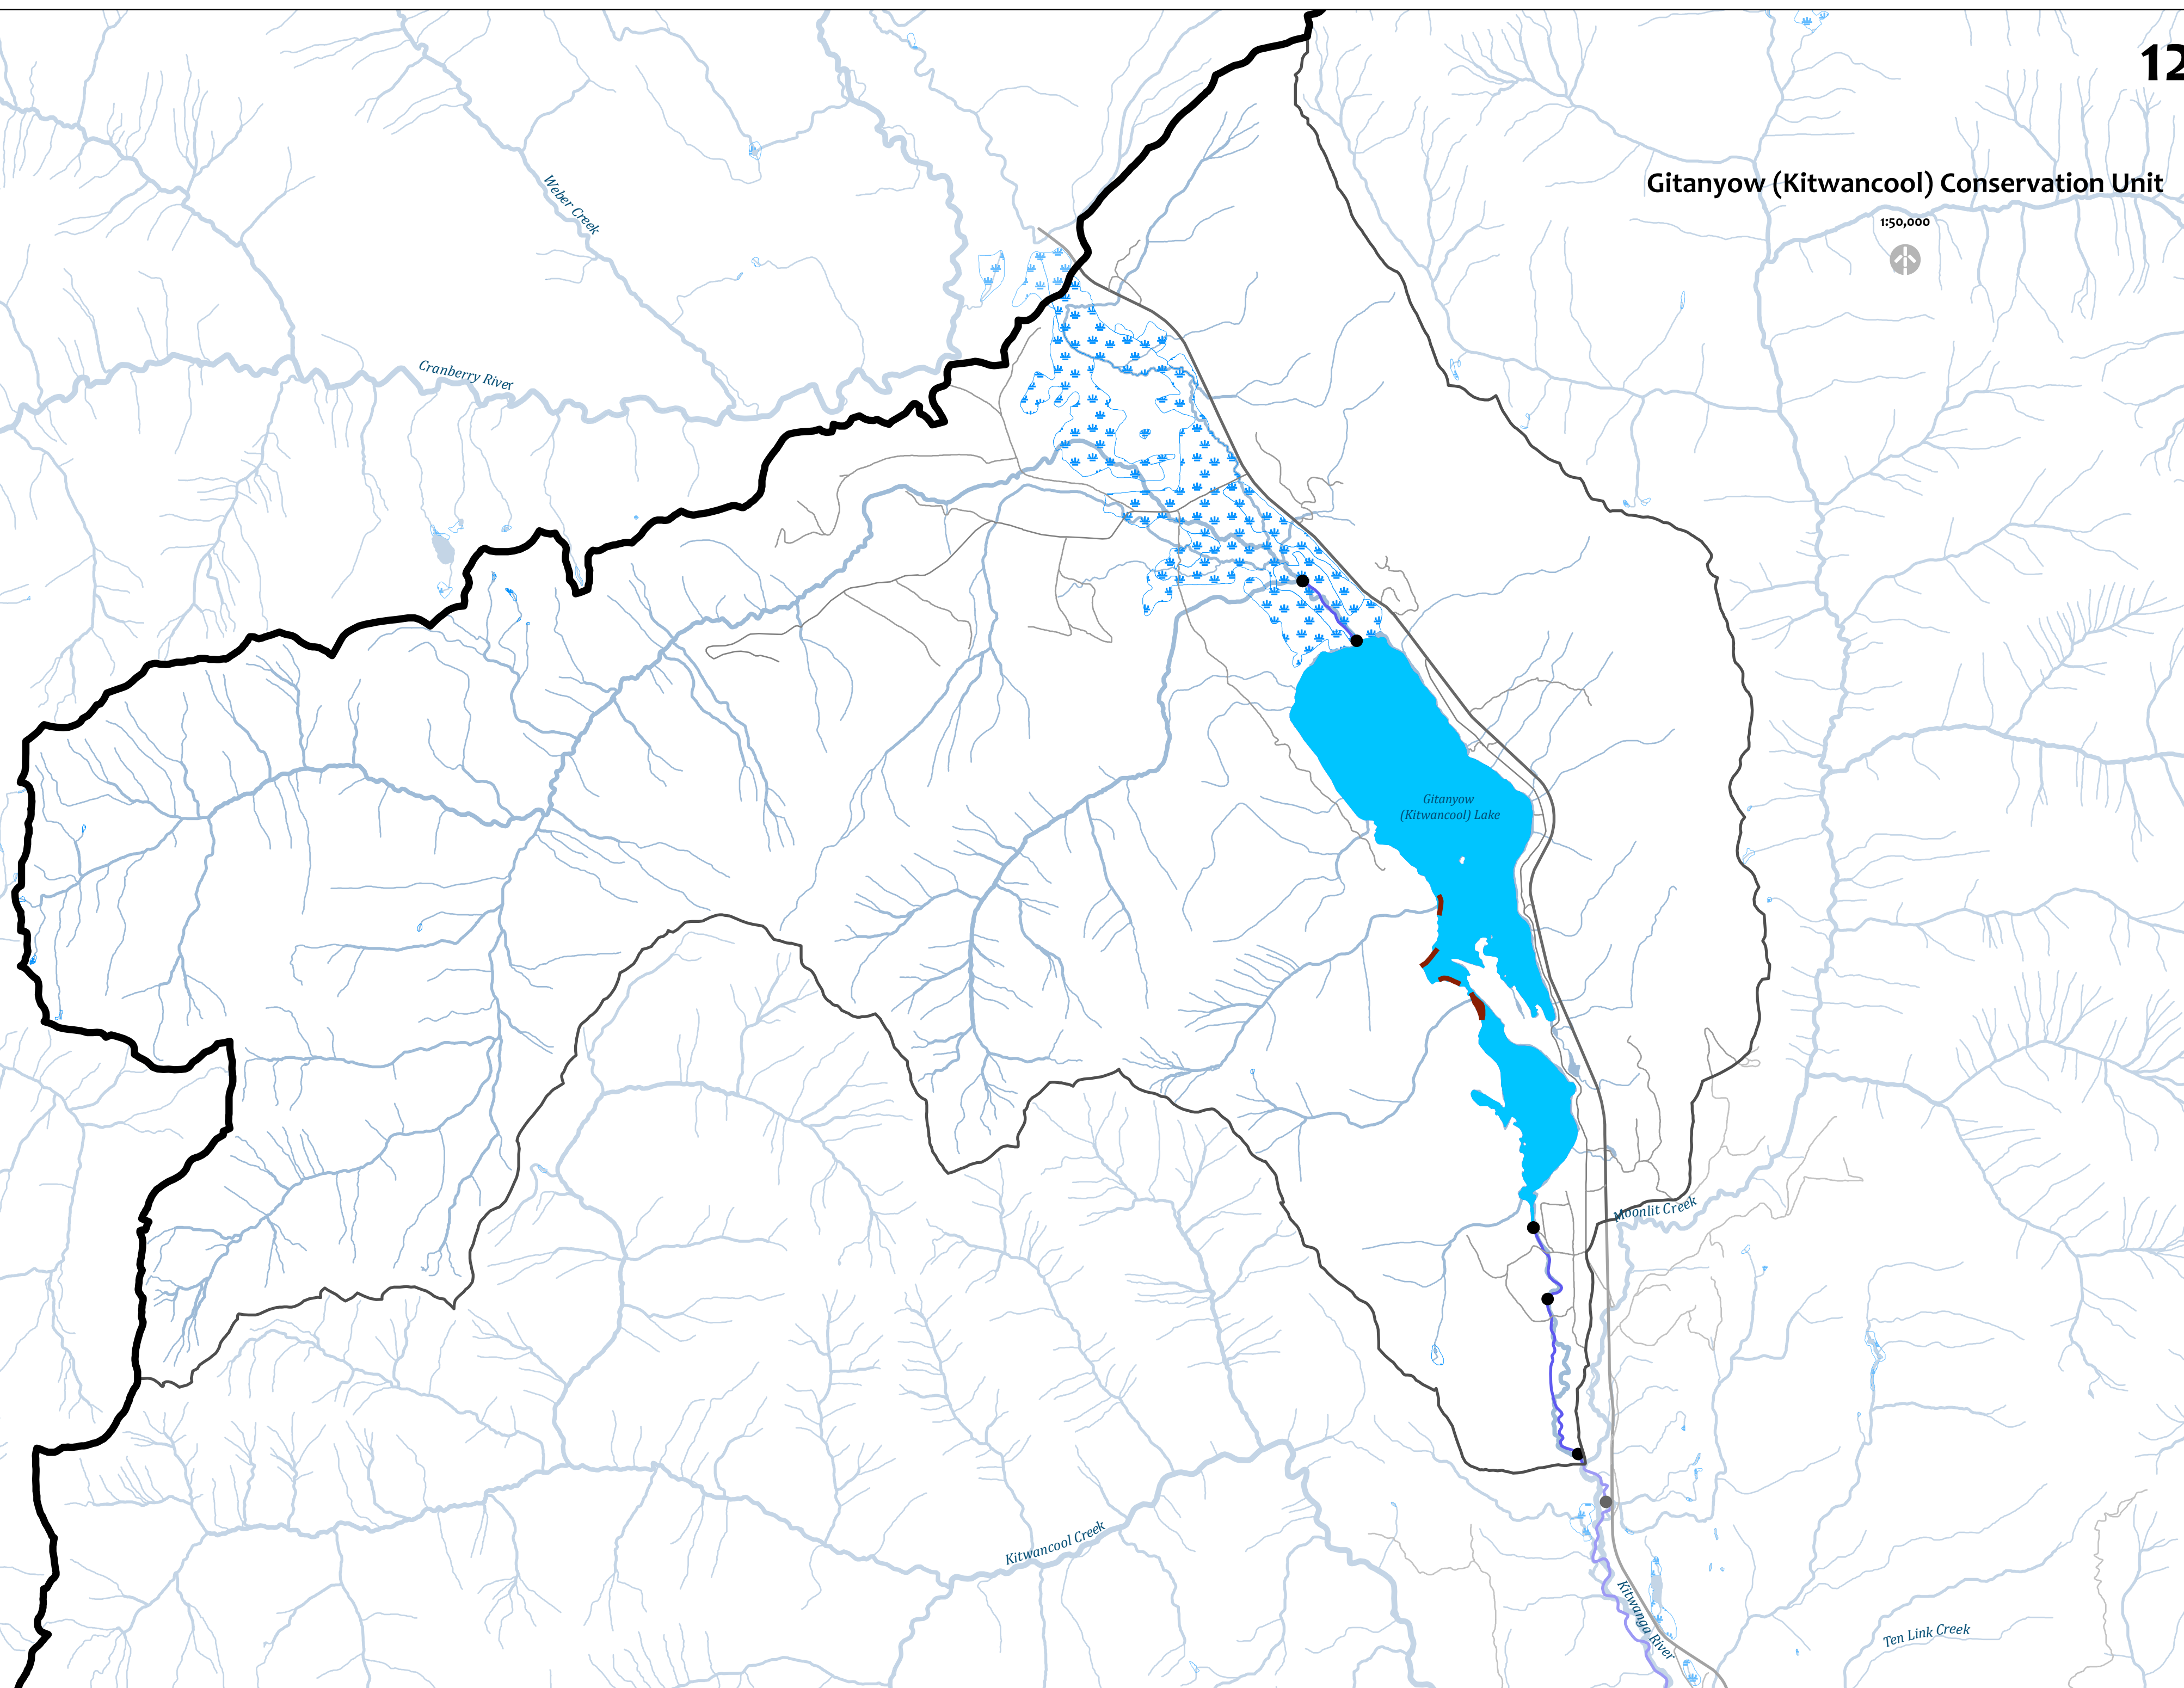 12
Gitanyow (Kitwancool) Conservation Unit
1:50,000
Weber Creek
Cranberry River
Gitanyow
(Kitwancool) Lake
Moonlit Creek
Kitwancool Creek
Kitwanga River
Ten Link Creek